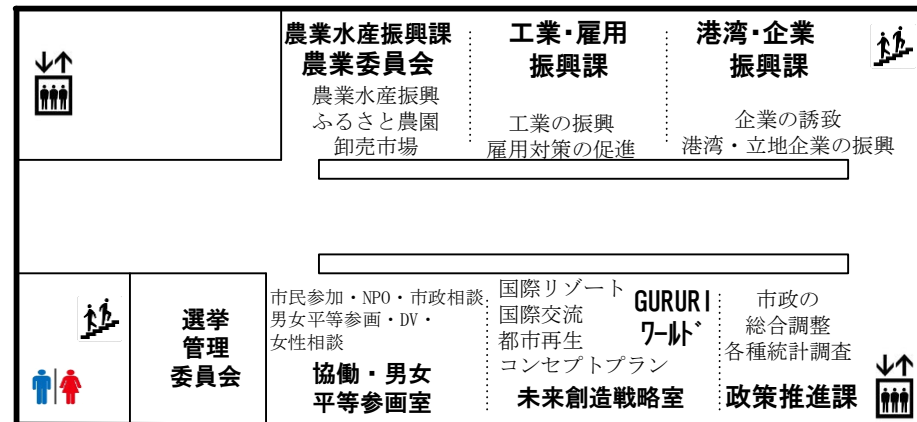 農業水産振興課
農業委員会
農業水産振興
ふるさと農園
卸売市場
工業・雇用
振興課
工業の振興
雇用対策の促進
港湾・企業
振興課
企業の誘致
港湾・立地企業の振興
選挙
管理
委員会
市民参加・NPO・市政相談
男女平等参画・DV・
女性相談
協働・男女
平等参画室
国際リゾート
国際交流
都市再生
コンセプトプラン
GURURI
ワールド
未来創造戦略室
市政の
総合調整
各種統計調査
政策推進課